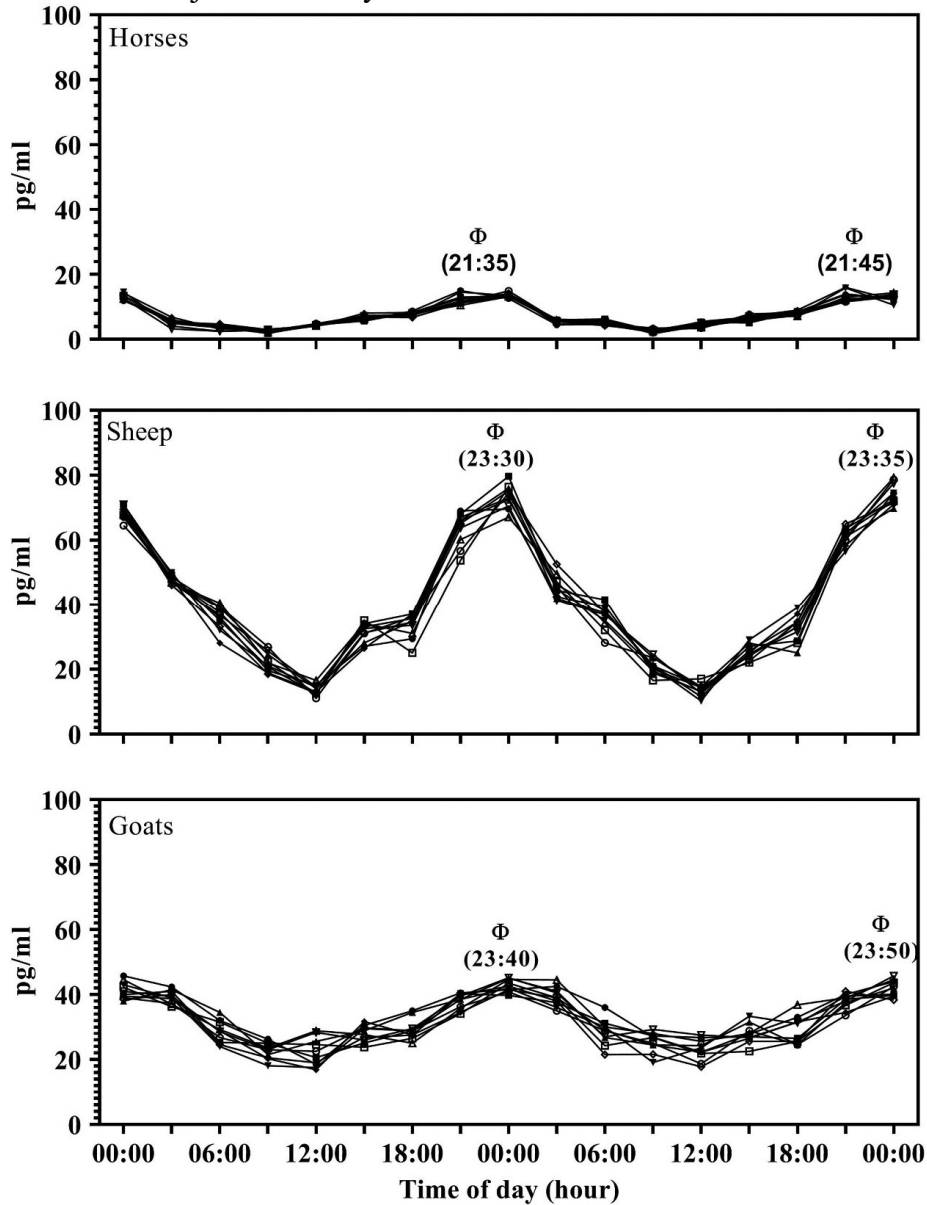 Horses
100
80
60
40
20
0
pg/ml
Φ
(21:35)
Φ
(21:45)
Sheep
100
80
60
40
20
0
pg/ml
Φ
(23:30)
Φ
(23:35)
Goats
100
80
60
40
20
0
pg/ml
Φ
(23:40)
Φ
(23:50)
00:00 06:00 12:00 18:00 00:00 06:00 12:00 18:00 00:00
Time of day (hour)